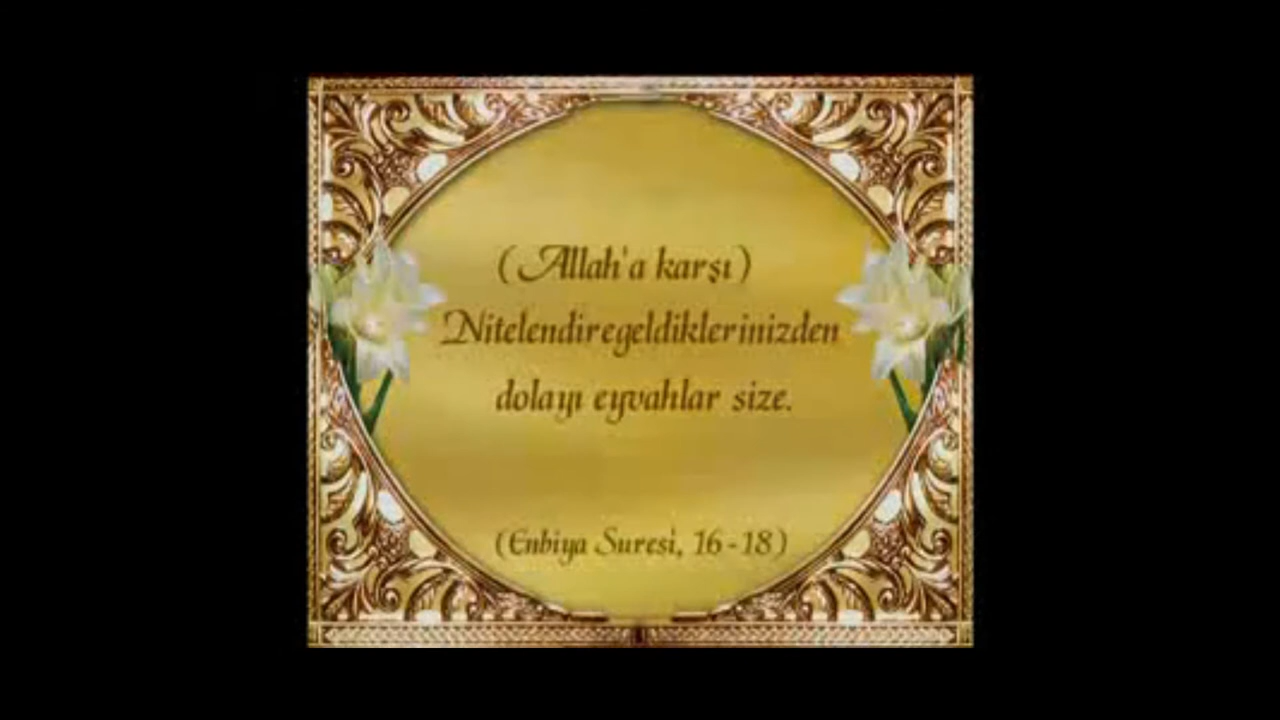 (Allah'a karşı)
Nitelendiregeldiklerinizden
dolayı eyvahlar size.
(Enbiya Suresi, 16-18)